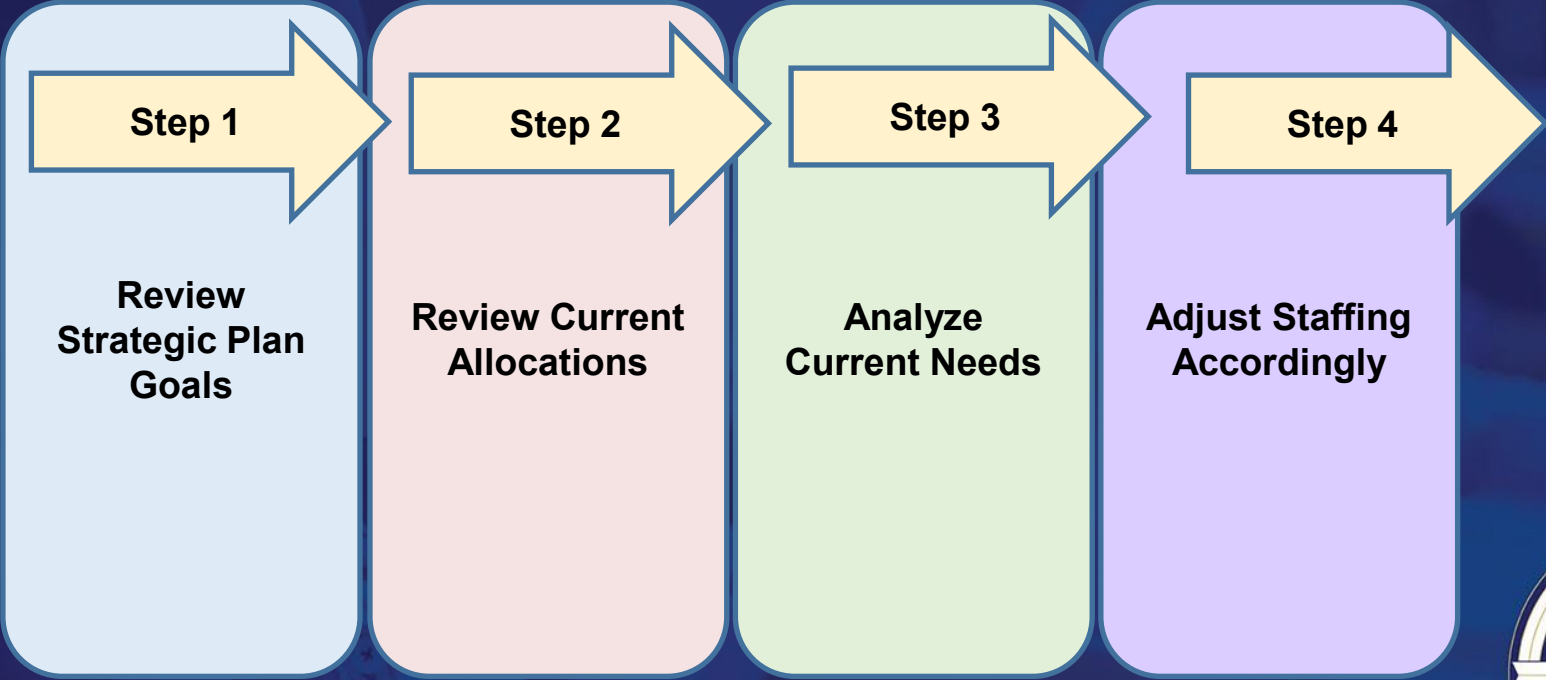 Step 1
Step 2
Step 3
Step 4
Review
Strategic Plan
Goals
Review Current
Allocations
Analyze
Current Needs
Adjust Staffing
Accordingly